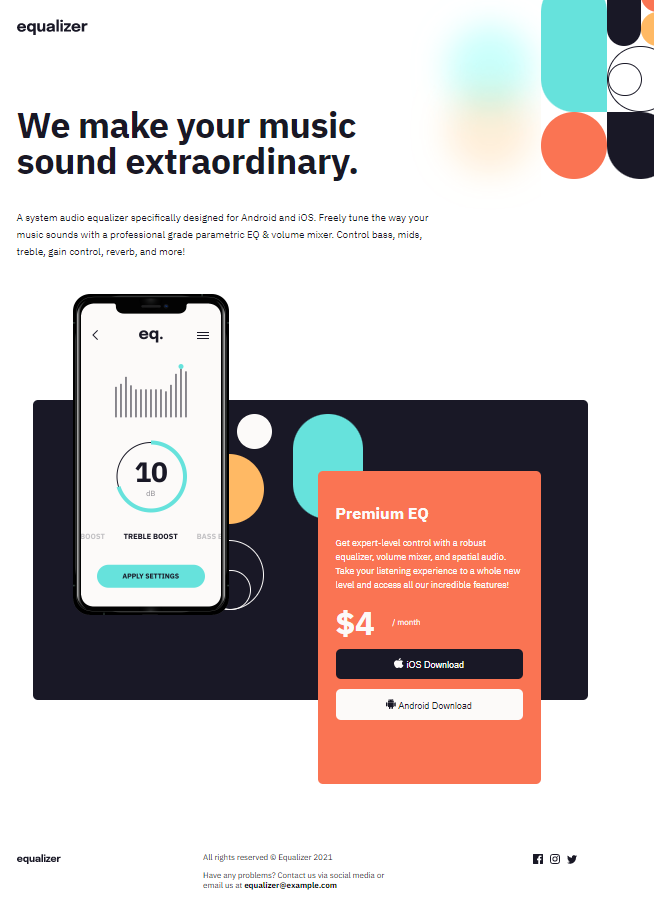 equalizer
We make your music
sound extraordinary.
A system audio equalizer specifically designed for Android and iOS. Freely tune the way your
music sounds with a professional grade parametric EQ & volume mixer. Control bass, mids,
treble, gain control, reverb, and more!
eq.
10
dB
BOOST TREBLE BOOST BASS
APPLY SETTINGS
Premium EQ
Get expert-level control with a robust
equalizer, volume mixer, and spatial audio.
Take your listening experience to a whole new
level and access all our incredible features!
$4 / month
iOS Download
Android Download
equalizer
All rights reserved © Equalizer 2021
Have any problems? Contact us via social media or
email us at equalizer@example.com